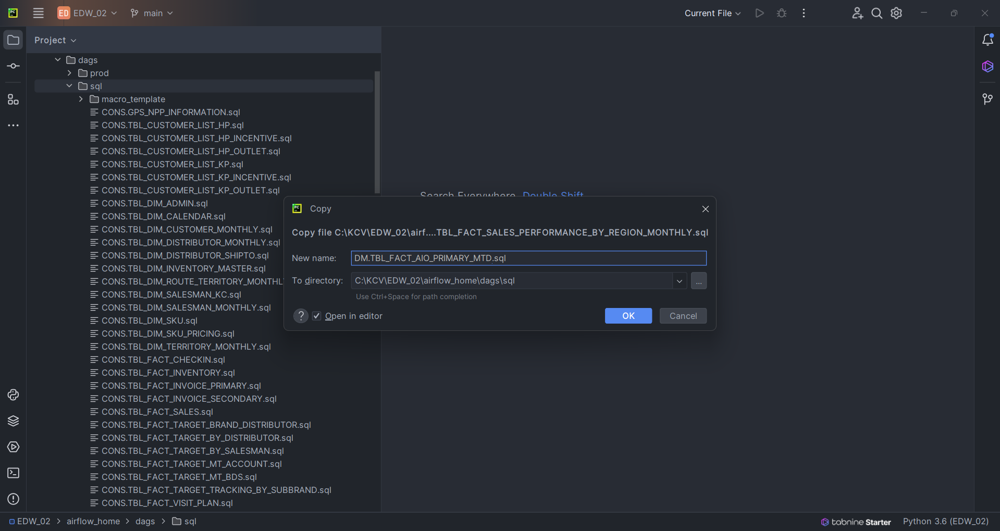 ED EDW_02 main Current File
Project
dags
prod
sql
macro_template
CONS.GPS_NPP_INFORMATION.sql
CONS.TBL_CUSTOMER_LIST_HP.sql
CONS.TBL_CUSTOMER_LIST_HP_INCENTIVE.sql
CONS.TBL_CUSTOMER_LIST_HP_OUTLET.sql
CONS.TBL_CUSTOMER_LIST_KP.sql
CONS.TBL_CUSTOMER_LIST_KP_INCENTIVE.sql
CONS.TBL_CUSTOMER_LIST_KP_OUTLET.sql
CONS.TBL_DIM_ADMIN.sql
CONS.TBL_DIM_CALENDAR.sql
CONS.TBL_DIM_CUSTOMER_MONTHLY.sql
CONS.TBL_DIM_DISTRIBUTOR_MONTHLY.sql
CONS.TBL_DIM_DISTRIBUTOR_SHIPTO.sql
CONS.TBL_DIM_INVENTORY_MASTER.sql
CONS.TBL_DIM_ROUTE_TERRITORY_MONTHL
CONS.TBL_DIM_SALESMAN_KC.sql
CONS.TBL_DIM_SALESMAN_MONTHLY.sql
CONS.TBL_DIM_SKU.sql
CONS.TBL_DIM_SKU_PRICING.sql
CONS.TBL_DIM_TERRITORY_MONTHLY.sql
CONS.TBL_FACT_CHECKIN.sql
CONS.TBL_FACT_INVENTORY.sql
CONS.TBL_FACT_INVOICE_PRIMARY.sql
CONS.TBL_FACT_INVOICE_SECONDARY.sql
CONS.TBL_FACT_SALES.sql
CONS.TBL_FACT_TARGET_BRAND_DISTRIBUTOR.sql
CONS.TBL_FACT_TARGET_BY_DISTRIBUTOR.sql
CONS.TBL_FACT_TARGET_BY_SALESMAN.sql
CONS.TBL_FACT_TARGET_MT_ACCOUNT.sql
CONS.TBL_FACT_TARGET_MT_BDS.sql
CONS.TBL_FACT_TARGET_TRACKING_BY_SUBBRAND.sql
CONS.TBL_FACT_VISIT_PLAN.sql
Search Everywhere Double Shift
PC Copy
Copy file C:\KCV\EDW_02\airf....TBL_FACT_SALES_PERFORMANCE_BY_REGION_MONTHLY.sql
New name: DM.TBL_FACT_AIO_PRIMARY_MTD.sql
To directory: C:\KCV\EDW_02\airflow_home\dags\sql ...
Use Ctrl+Space for path completion
? Open in editor OK Cancel
EDW_02 > airflow_home > dags > sql tabnine Starter Python 3.6 (EDW_02)